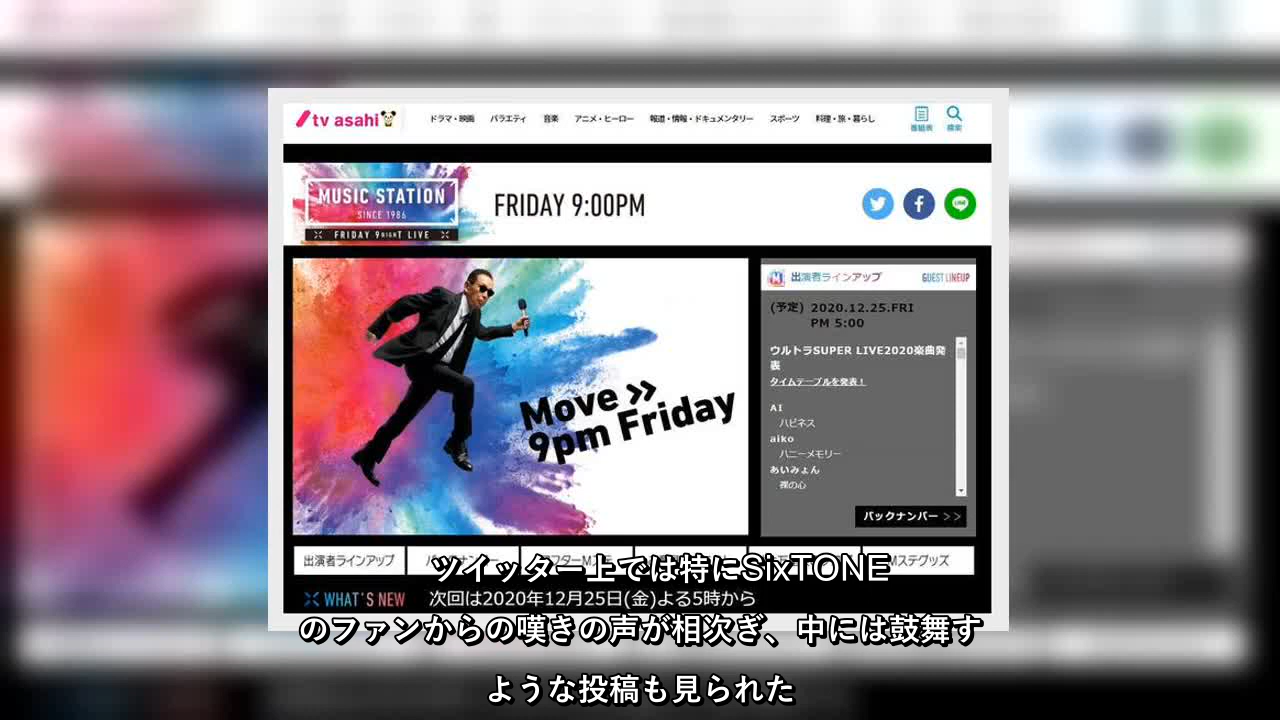 tv asahi
ドラマ・映画 バラエティ 音楽 アニメ・ヒーロー 報道・情報・ドキュメンタリー スポーツ 料理・旅・暮らし 番組表 検索
MUSIC STATION
SINCE 1986
FRIDAY 9NIGHT LIVE
FRIDAY 9:00PM
LINE
Move >>
9pm Friday
出演者ラインアップ GUEST LINEUP
(予定) 2020.12.25.FRI
PM 5:00
ウルトラSUPER LIVE2020楽曲発
表
タイムテーブルを発表！
AI
ハピネス
aiko
ハニーメモリー
あいみょん
裸の心
バックナンバー >>
出演者ラインアップ バックナンバー Mステグッズ
ツイッター上では特にSixTONE
WHAT'S NEW 次回は2020年12月25日(金)よる5時から
のファンからの嘆きの声が相次ぎ、中には鼓舞す
ような投稿も見られた